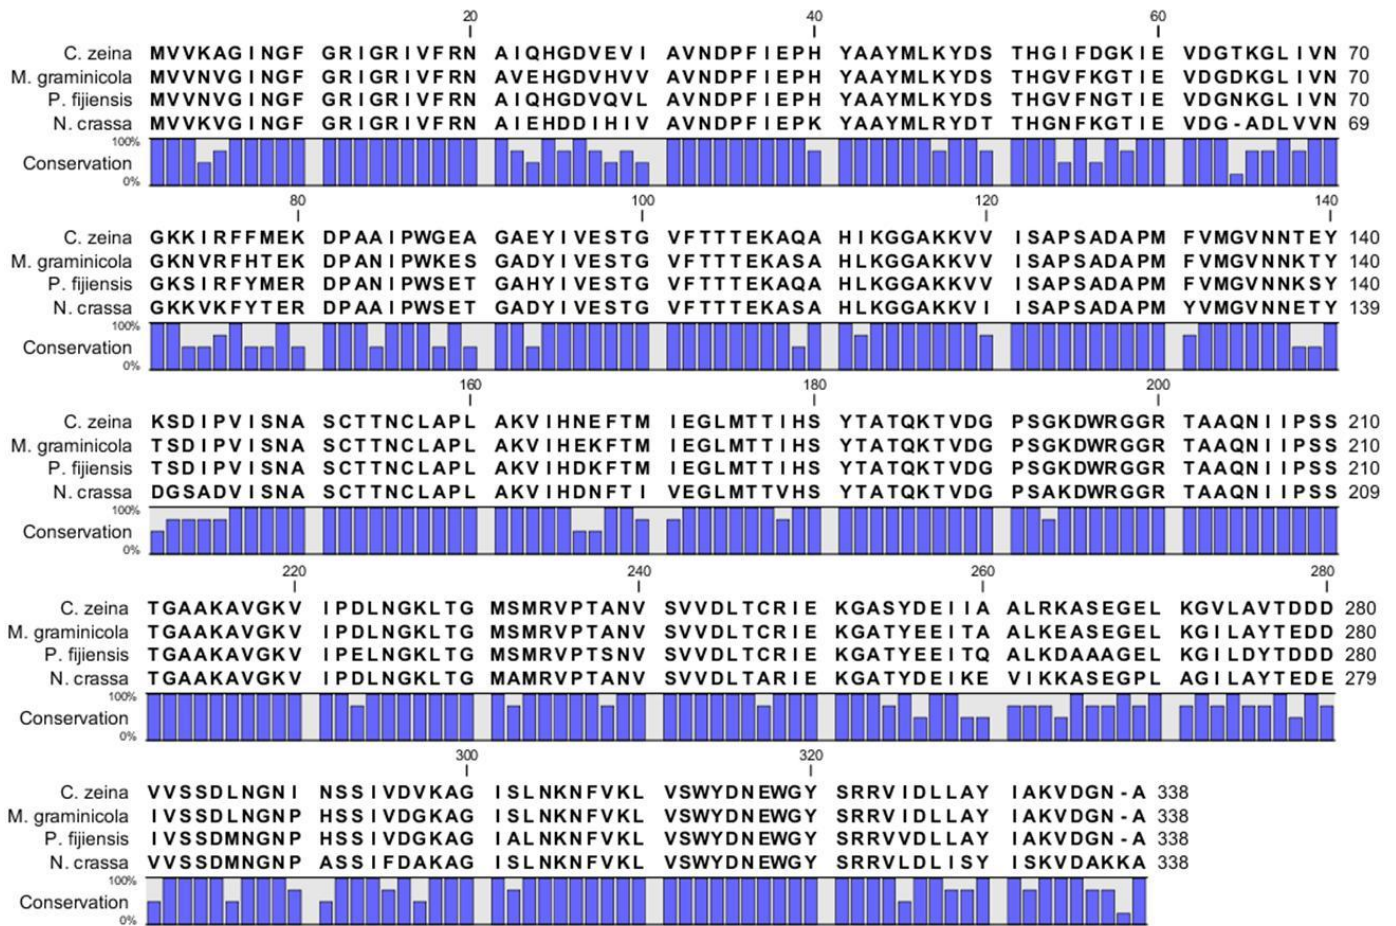 20 40 60
C. zeina MVVKAGINGF GRIGRIVFRN AIQHGDVEVI AVNDPFIEPH YAAYMLKYDS THGIFDGKIE VDGTKGLIVN 70
M. graminicola MVVNVGINGF GRIGRIVFRN AVEHGDVHVV AVNDPFIEPH YAAYMLKYDS THGVFKGTIE VDGDKGLIVN 70
P. fijiensis MVVNVGINGF GRIGRIVFRN AIQHGDVQVL AVNDPFIEPH YAAYMLKYDS THGVFNGTIE VDGNKGLIVN 70
N. crassa MVVKVGINGF GRIGRIVFRN AIEHDDIHIV AVNDPFIEPK YAAYMLRYDT THGNFKGTIE VDG-ADLVVN 69
100%
Conservation
0%
80 100 120 140
C. zeina GKKIRFFMEK DPAAIPWGEA GAEYIVESTG VFTTTEKAQA HIKGGAKKVV ISAPSADAPM FVMGVNNTEY 140
M. graminicola GKNVRFHTEK DPANIPWKES GADYIVESTG VFTTTEKASA HLKGGAKKVV ISAPSADAPM FVMGVNNKTY 140
P. fijiensis GKSIRFYMER DPANIPWSET GAHYIVESTG VFTTTEKAQA HLKGGAKKVV ISAPSADAPM FVMGVNNKSY 140
N. crassa GKKVKFYTER DPAAIPWSET GADYIVESTG VFTTTEKASA HLKGGAKKVI ISAPSADAPM YVMGVNNETY 139
100%
Conservation
0%
160 180 200
C. zeina KSDIPVISNA SCTTNCLAPL AKVIHNEFTM IEGLMTTIHS YTATQKTVDG PSGKDWRGGR TAAQNIIPSS 210
M. graminicola TSDIPVISNA SCTTNCLAPL AKVIHEKFTM IEGLMTTIHS YTATQKTVDG PSGKDWRGGR TAAQNIIPSS 210
P. fijiensis TSDIPVISNA SCTTNCLAPL AKVIHDKFTM IEGLMTTIHS YTATQKTVDG PSGKDWRGGR TAAQNIIPSS 210
N. crassa DGSADVISNA SCTTNCLAPL AKVIHDNFTI VEGLMTTVHS YTATQKTVDG PSAKDWRGGR TAAQNIIPSS 209
100%
Conservation
0%
220 240 260 280
C. zeina TGAAKAVGKV IPDLNGKLTG MSMRVPTANV SVVDLTCRIE KGASYDEIIA ALRKASEGEL KGVLAVTDDD 280
M. graminicola TGAAKAVGKV IPDLNGKLTG MSMRVPTANV SVVDLTCRIE KGATYEEITA ALKEASEGEL KGILAYTEDD 280
P. fijiensis TGAAKAVGKV IPELNGKLTG MSMRVPTSNV SVVDLTCRIE KGATYEEITQ ALKDAAAGEL KGILDYTDDD 280
N. crassa TGAAKAVGKV IPDLNGKLTG MAMRVPTANV SVVDLTARIE KGATYDEIKE VIKKASEGPL AGILAYTEDE 279
100%
Conservation
0%
300 320
C. zeina VVSSDLNGNI NSSIVDVKAG ISLNKNFVKL VSWYDNEWGY SRRVIDLLAY IAKVDGN-A 338
M. graminicola IVSSDLNGNP HSSIVDGKAG ISLNKNFVKL VSWYDNEWGY SRRVIDLLAY IAKVDGN-A 338
P. fijiensis IVSSDMNGNP HSSIVDGKAG IALNKNFVKL VSWYDNEWGY SRRVVDLLAY IAKVDGN-A 338
N. crassa VVSSDMNGNP ASSIFDAKAG ISLNKNFVKL VSWYDNEWGY SRRVLDLISY ISKVDAKKA 338
100%
Conservation
0%